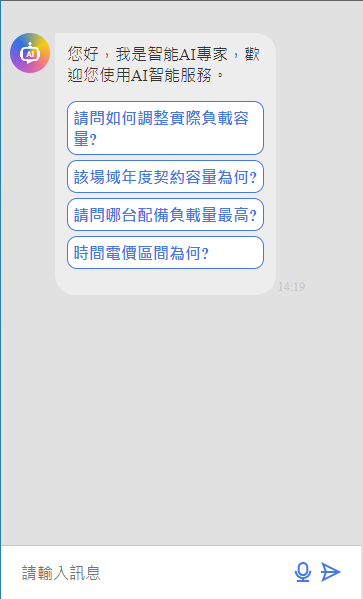 AI
您好，我是智能AI專家，歡
迎您使用AI智能服務。
請問如何調整實際負載容
量?
該場域年度契約容量為何?
請問哪台配備負載量最高?
時間電價區間為何?
14:19
請輸入訊息